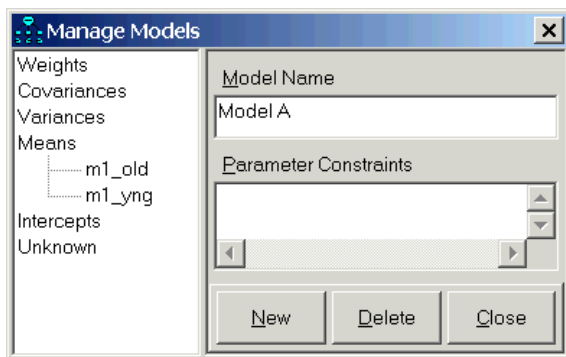 Manage Models
Weights
Covariances
Variances
Means
m1_old
m1_yng
Intercepts
Unknown
Model Name
Model A
Parameter Constraints
New
Delete
Close